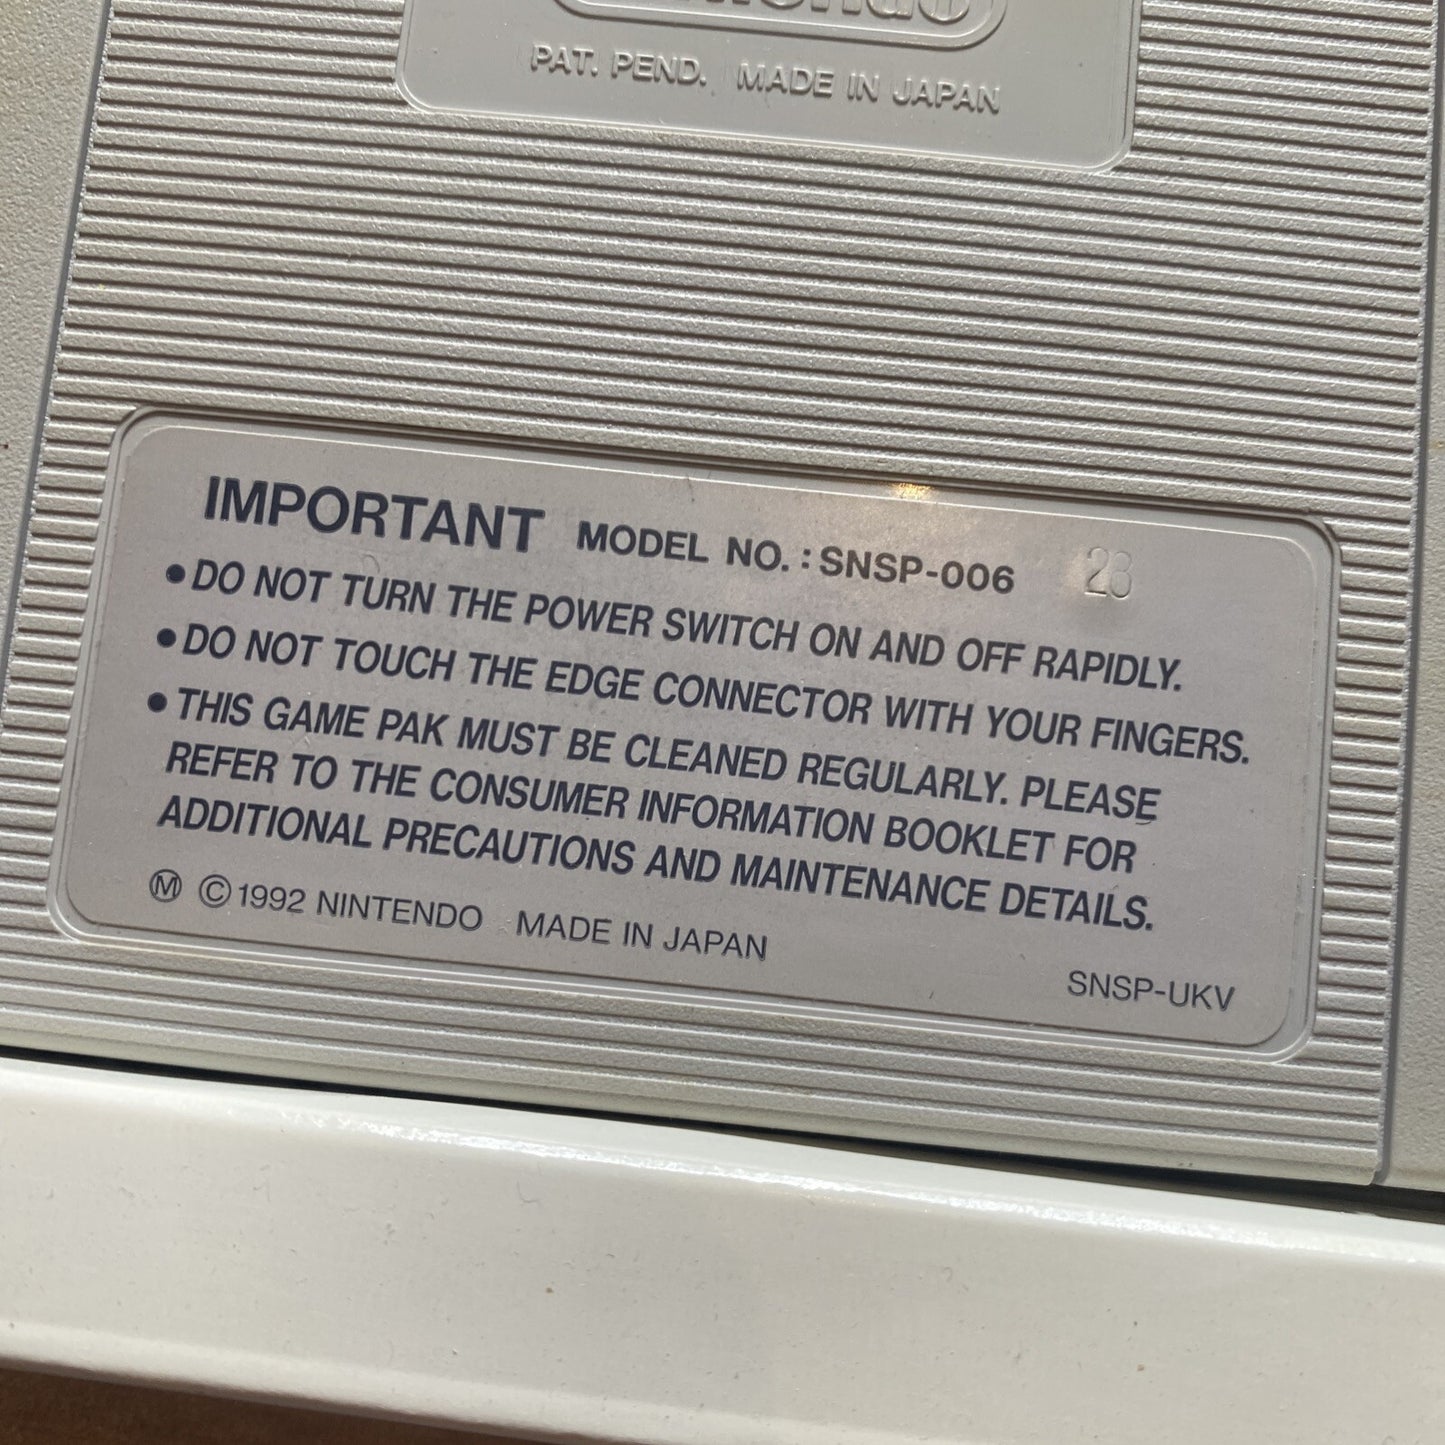 Nintendo
PAT. PEND. MADE IN JAPAN
IMPORTANT MODEL NO.:SNSP-006 28
•DO NOT TURN THE POWER SWITCH ON AND OFF RAPIDLY.
•DO NOT TOUCH THE EDGE CONNECTOR WITH YOUR FINGERS.
•THIS GAME PAK MUST BE CLEANED REGULARLY. PLEASE
REFER TO THE CONSUMER INFORMATION BOOKLET FOR
ADDITIONAL PRECAUTIONS AND MAINTENANCE DETAILS.
Ⓜ ©1992 NINTENDO MADE IN JAPAN
SNSP-UKV